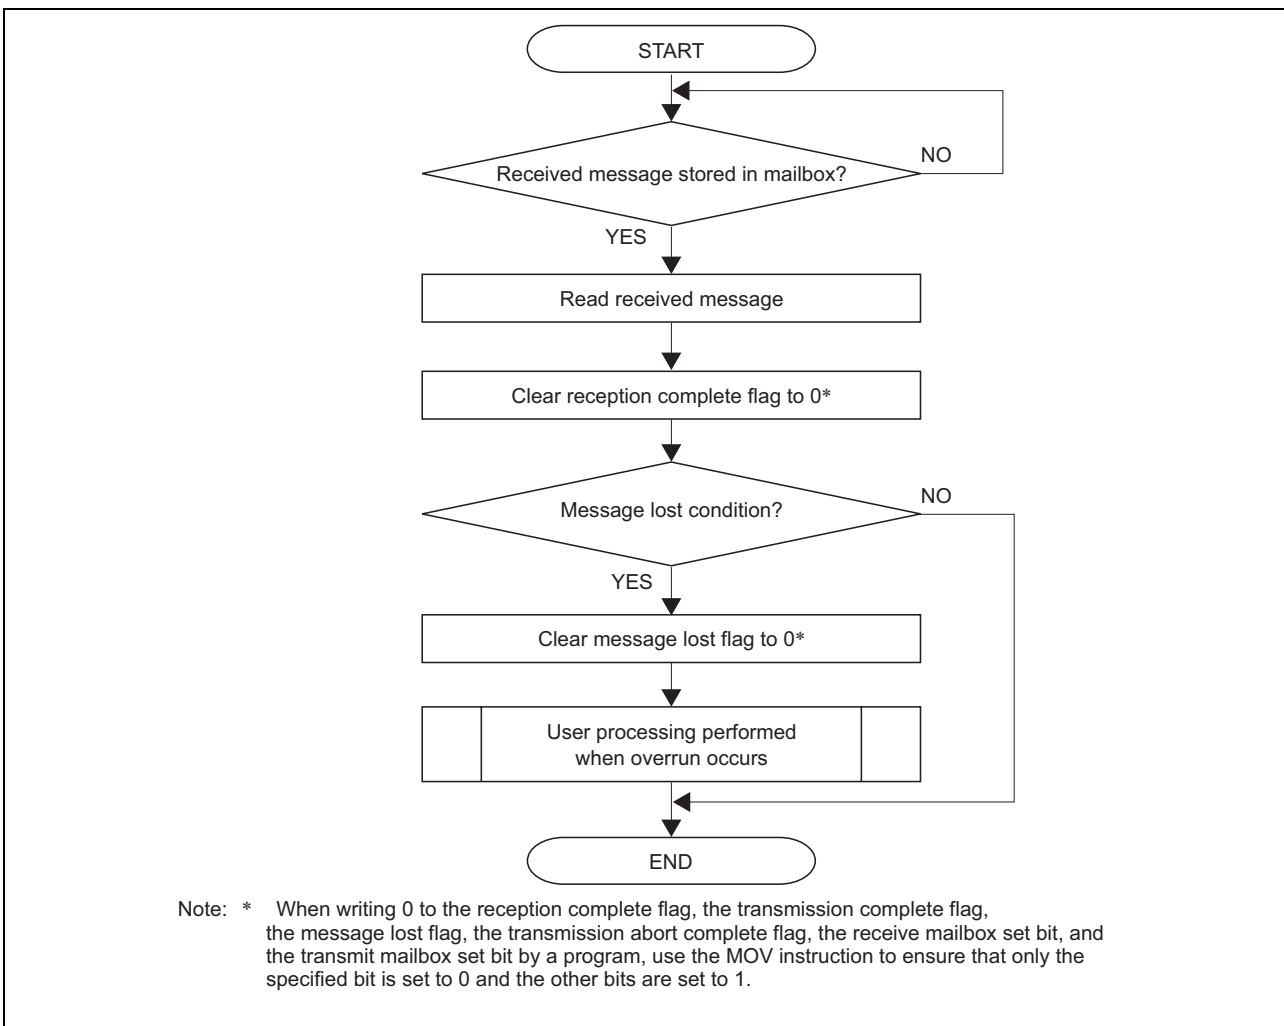 START
Received message stored in mailbox?
NO
YES
Read received message
Clear reception complete flag to 0*
Message lost condition?
NO
YES
Clear message lost flag to 0*
User processing performed
when overrun occurs
END
Note: * When writing 0 to the reception complete flag, the transmission complete flag,
the message lost flag, the transmission abort complete flag, the receive mailbox set bit, and
the transmit mailbox set bit by a program, use the MOV instruction to ensure that only the
specified bit is set to 0 and the other bits are set to 1.